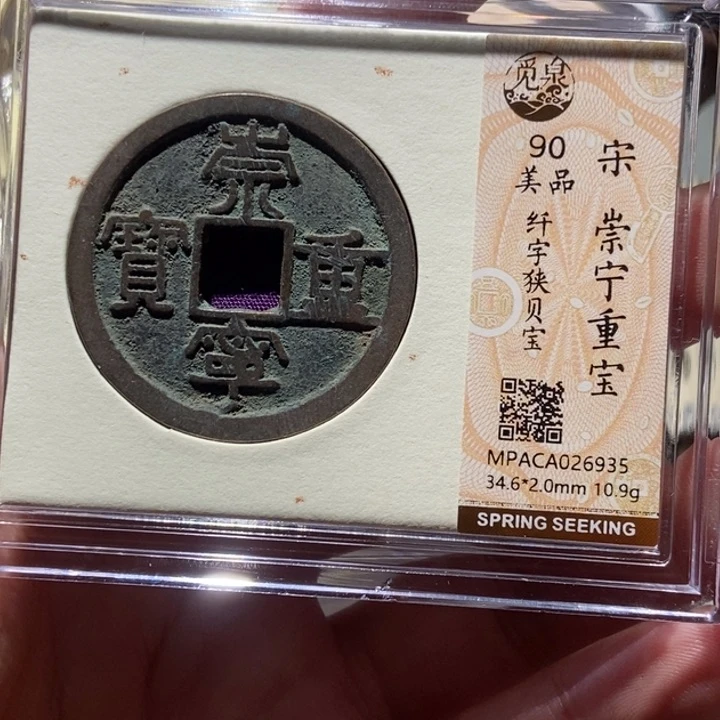 崇
重
寶
寧
觅泉
90
美品
纤字狭贝宝
宋 崇宁重宝
MPACA026935
34.6*2.0mm 10.9g
SPRING SEEKING